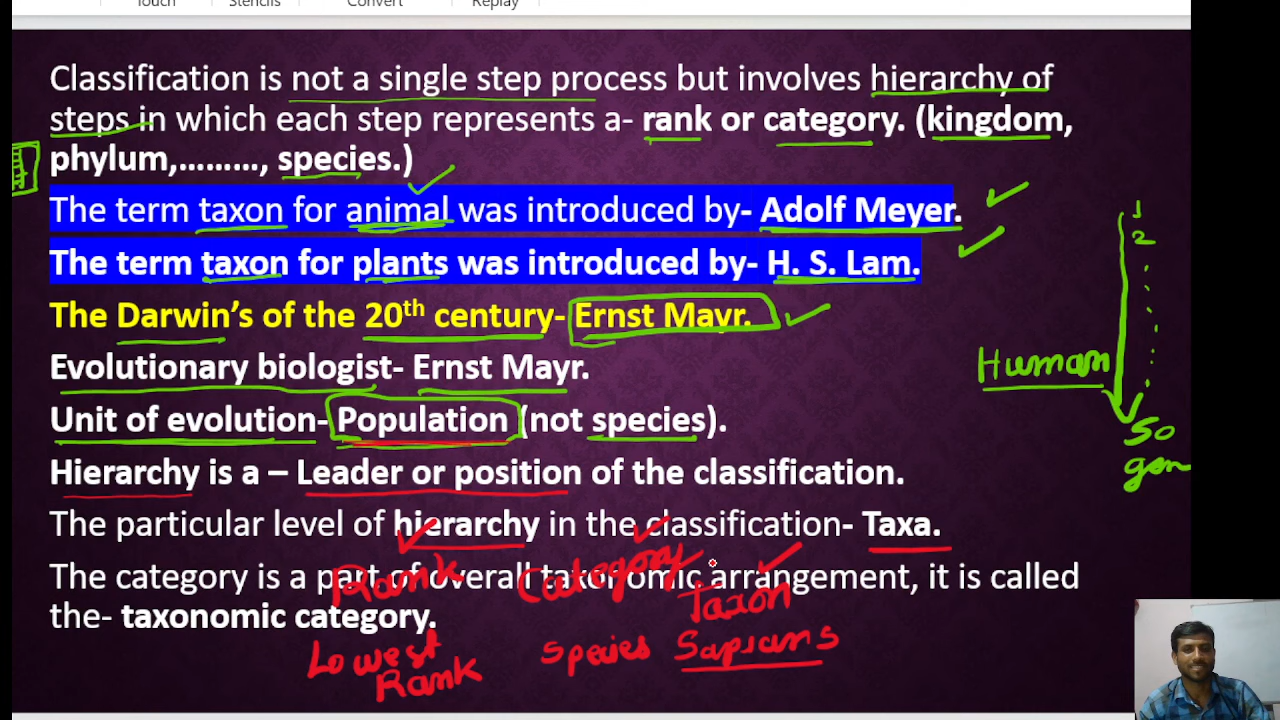 Touch Stencils Convert Replay
Classification is not a single step process but involves hierarchy of
steps in which each step represents a- rank or category. (kingdom,
phylum,………, species.)
The term taxon for animal was introduced by- Adolf Meyer.
The term taxon for plants was introduced by- H. S. Lam.
The Darwin's of the 20th century- Ernst Mayr.
Evolutionary biologist- Ernst Mayr.
Unit of evolution- Population (not species).
Hierarchy is a – Leader or position of the classification.
The particular level of hierarchy in the classification- Taxa.
The category is a part of overall taxonomic arrangement, it is called
the- taxonomic category.
1
2
Human
50
gen
Rank Category Taxon
Lowest Rank species Sapians